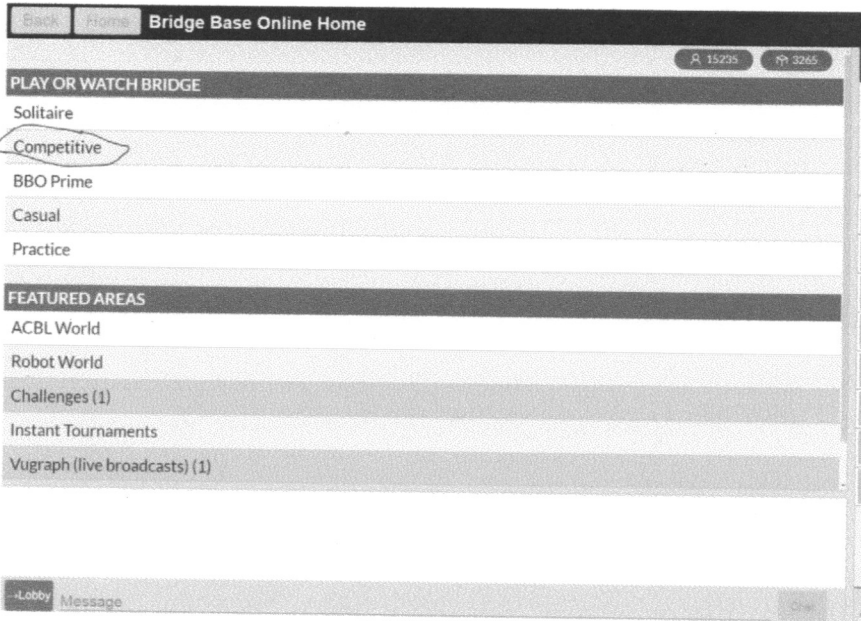 Back Home Bridge Base Online Home
15235 3265
PLAY OR WATCH BRIDGE
Solitaire
Competitive
BBO Prime
Casual
Practice
FEATURED AREAS
ACBL World
Robot World
Challenges (1)
Instant Tournaments
Vugraph (live broadcasts) (1)
→Lobby Message Chat